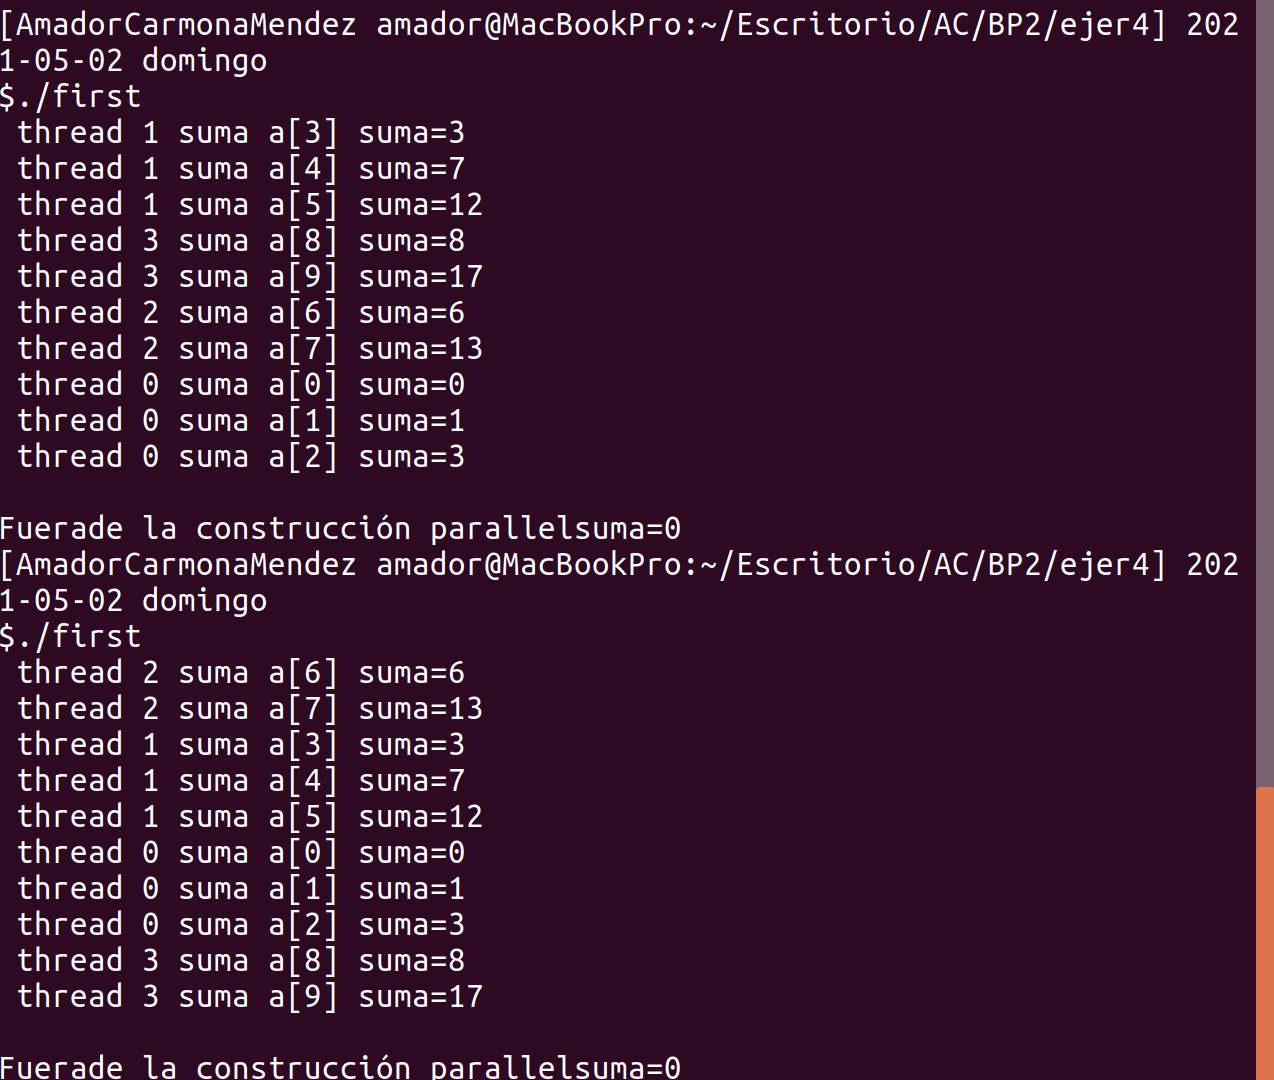 [AmadorCarmonaMendez amador@MacBookPro:~/Escritorio/AC/BP2/ejer4] 202
1-05-02 domingo
$./first
 thread 1 suma a[3] suma=3
 thread 1 suma a[4] suma=7
 thread 1 suma a[5] suma=12
 thread 3 suma a[8] suma=8
 thread 3 suma a[9] suma=17
 thread 2 suma a[6] suma=6
 thread 2 suma a[7] suma=13
 thread 0 suma a[0] suma=0
 thread 0 suma a[1] suma=1
 thread 0 suma a[2] suma=3

Fuerade la construcción parallelsuma=0
[AmadorCarmonaMendez amador@MacBookPro:~/Escritorio/AC/BP2/ejer4] 202
1-05-02 domingo
$./first
 thread 2 suma a[6] suma=6
 thread 2 suma a[7] suma=13
 thread 1 suma a[3] suma=3
 thread 1 suma a[4] suma=7
 thread 1 suma a[5] suma=12
 thread 0 suma a[0] suma=0
 thread 0 suma a[1] suma=1
 thread 0 suma a[2] suma=3
 thread 3 suma a[8] suma=8
 thread 3 suma a[9] suma=17

Fuerade la construcción parallelsuma=0